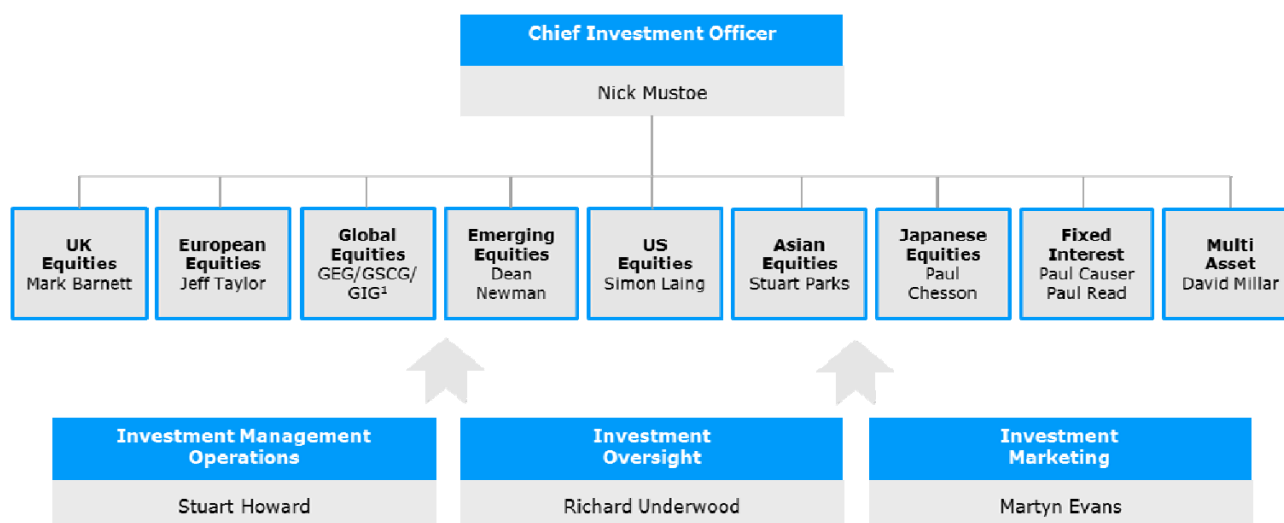 Chief Investment Officer
Nick Mustoe
UK
Equities
Mark Barnett
European
Equities
Jeff Taylor
Global
Equities
GEG/GSCG/
GIG¹
Emerging
Equities
Dean
Newman
US
Equities
Simon Laing
Asian
Equities
Stuart Parks
Japanese
Equities
Paul
Chesson
Fixed
Interest
Paul Causer
Paul Read
Multi
Asset
David Millar
Investment Management
Operations
Stuart Howard
Investment
Oversight
Richard Underwood
Investment
Marketing
Martyn Evans